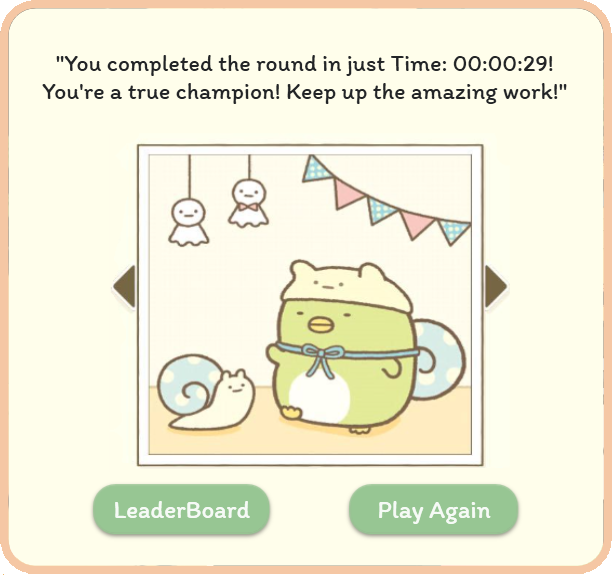 "You completed the round in just Time: 00:00:29!
You're a true champion! Keep up the amazing work!"
LeaderBoard
Play Again